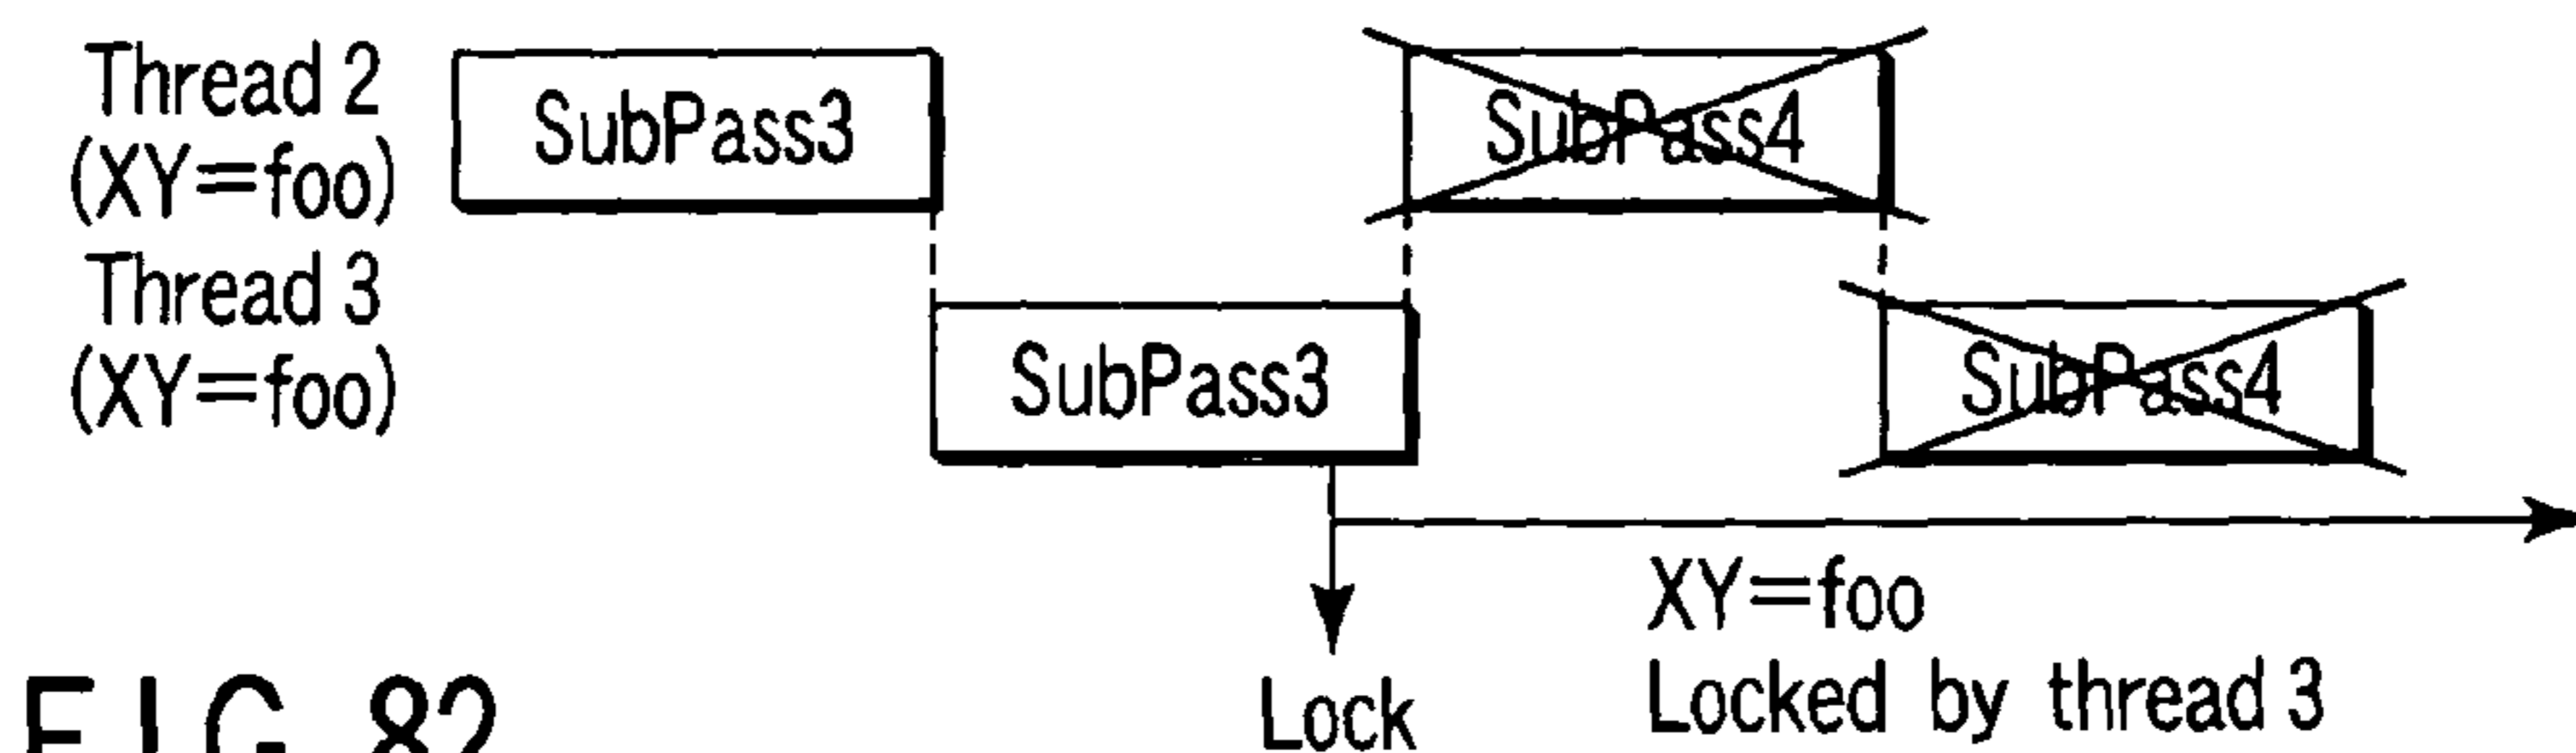 Thread 2
(XY=foo)
SubPass3
SubPass4
Thread 3
(XY=foo)
SubPass3
SubPass4
Lock
XY=foo
Locked by thread 3
FIG. 82